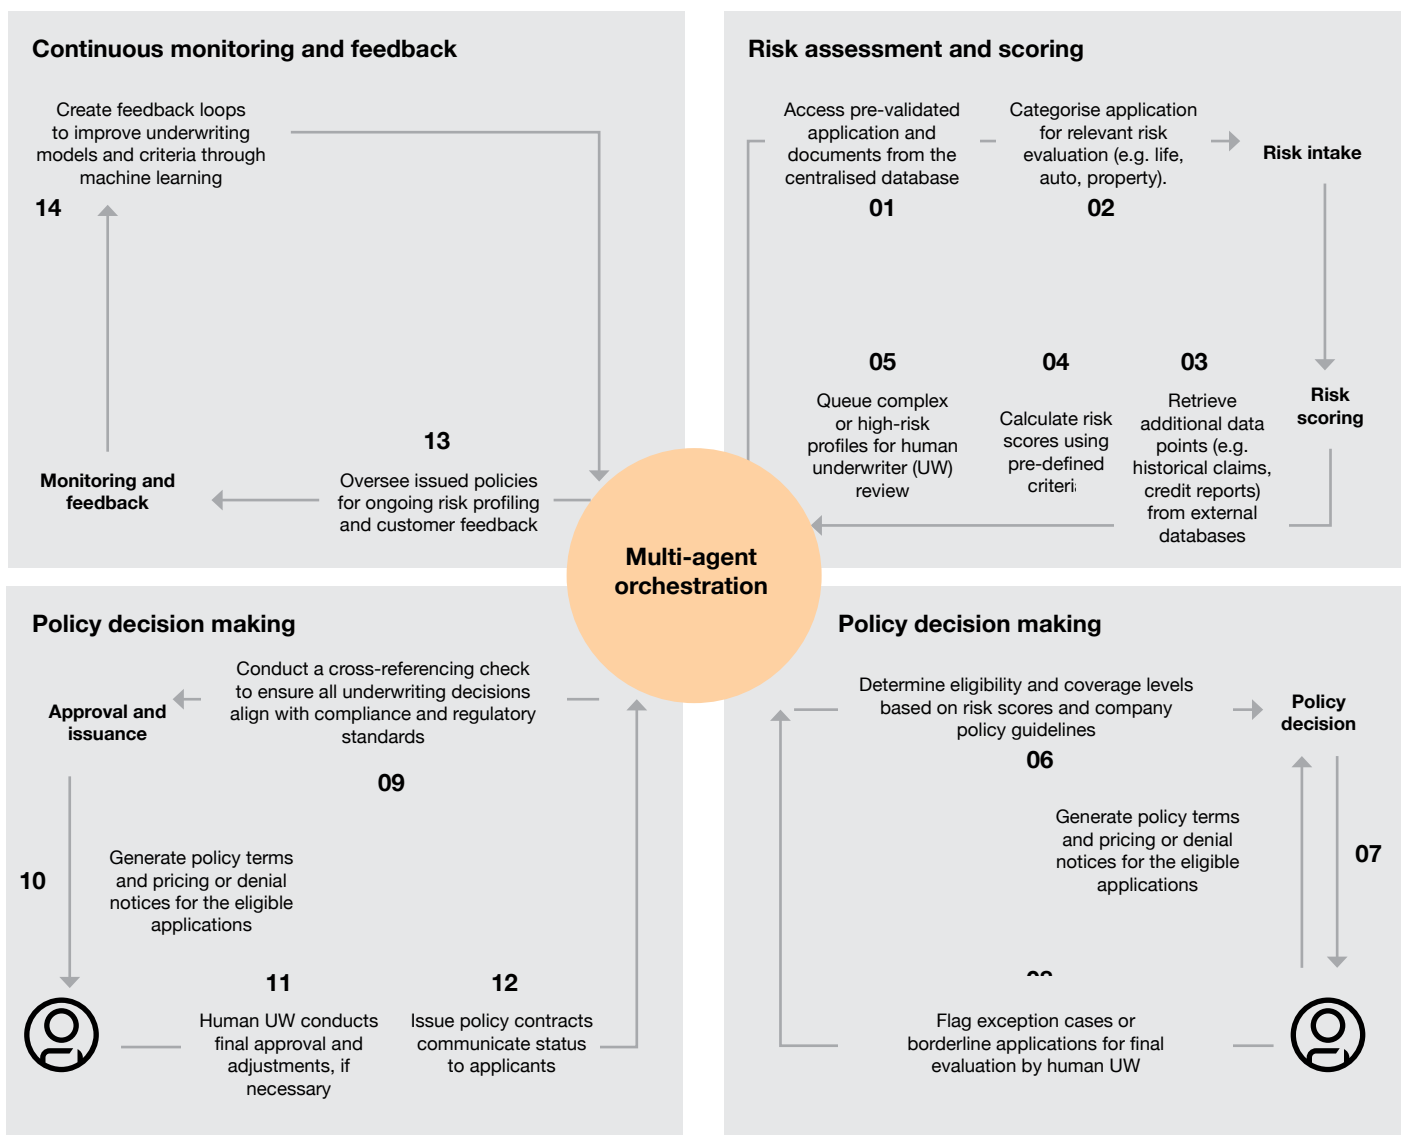 Continuous monitoring and feedback
Create feedback loops
to improve underwriting
models and criteria through
machine learning
14
13
Monitoring and
feedback
Oversee issued policies
for ongoing risk profiling
and customer feedback
Risk assessment and scoring
Access pre-validated
application and
documents from the
centralised database
01
Categorise application
for relevant risk
evaluation (e.g. life,
auto, property).
02
Risk intake
Risk
scoring
03
Retrieve
additional data
points (e.g.
historical claims,
credit reports)
from external
databases
04
Calculate risk
scores using
pre-defined
05
Queue complex
or high-risk
profiles for human
underwriter (UW)
review
Multi-agent
orchestration
Policy decision making
Approval and
issuance
Conduct a cross-referencing check
to ensure all underwriting decisions
align with compliance and regulatory
standards
09
10
Generate policy terms
and pricing or denial
notices for the eligible
applications
11
Human UW conducts
final approval and
adjustments, if
necessary
12
Issue policy contracts
communicate status
to applicants
Policy decision making
Determine eligibility and coverage levels
based on risk scores and company
policy guidelines
06
Policy
decision
Generate policy terms
and pricing or denial
notices for the eligible
applications
07
Flag exception cases or
borderline applications for final
evaluation by human UW